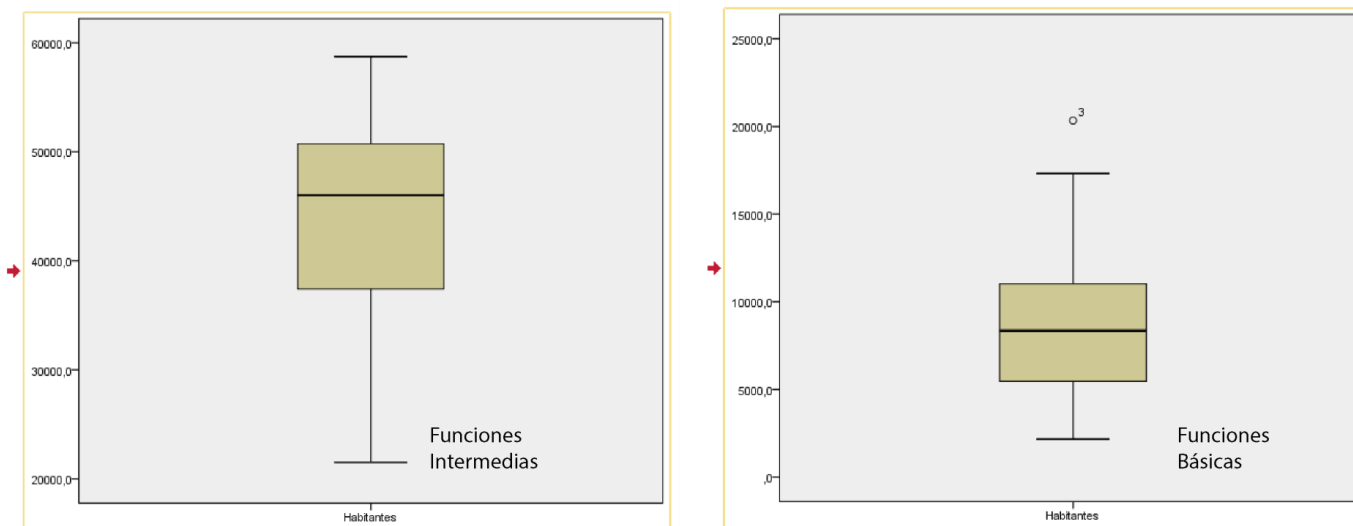 60000,0
50000,0
40000,0
30000,0
20000,0
Funciones
Intermedias
Habitantes
25000,0
20000,0
15000,0
10000,0
5000,0
,0
3
Funciones
Básicas
Habitantes